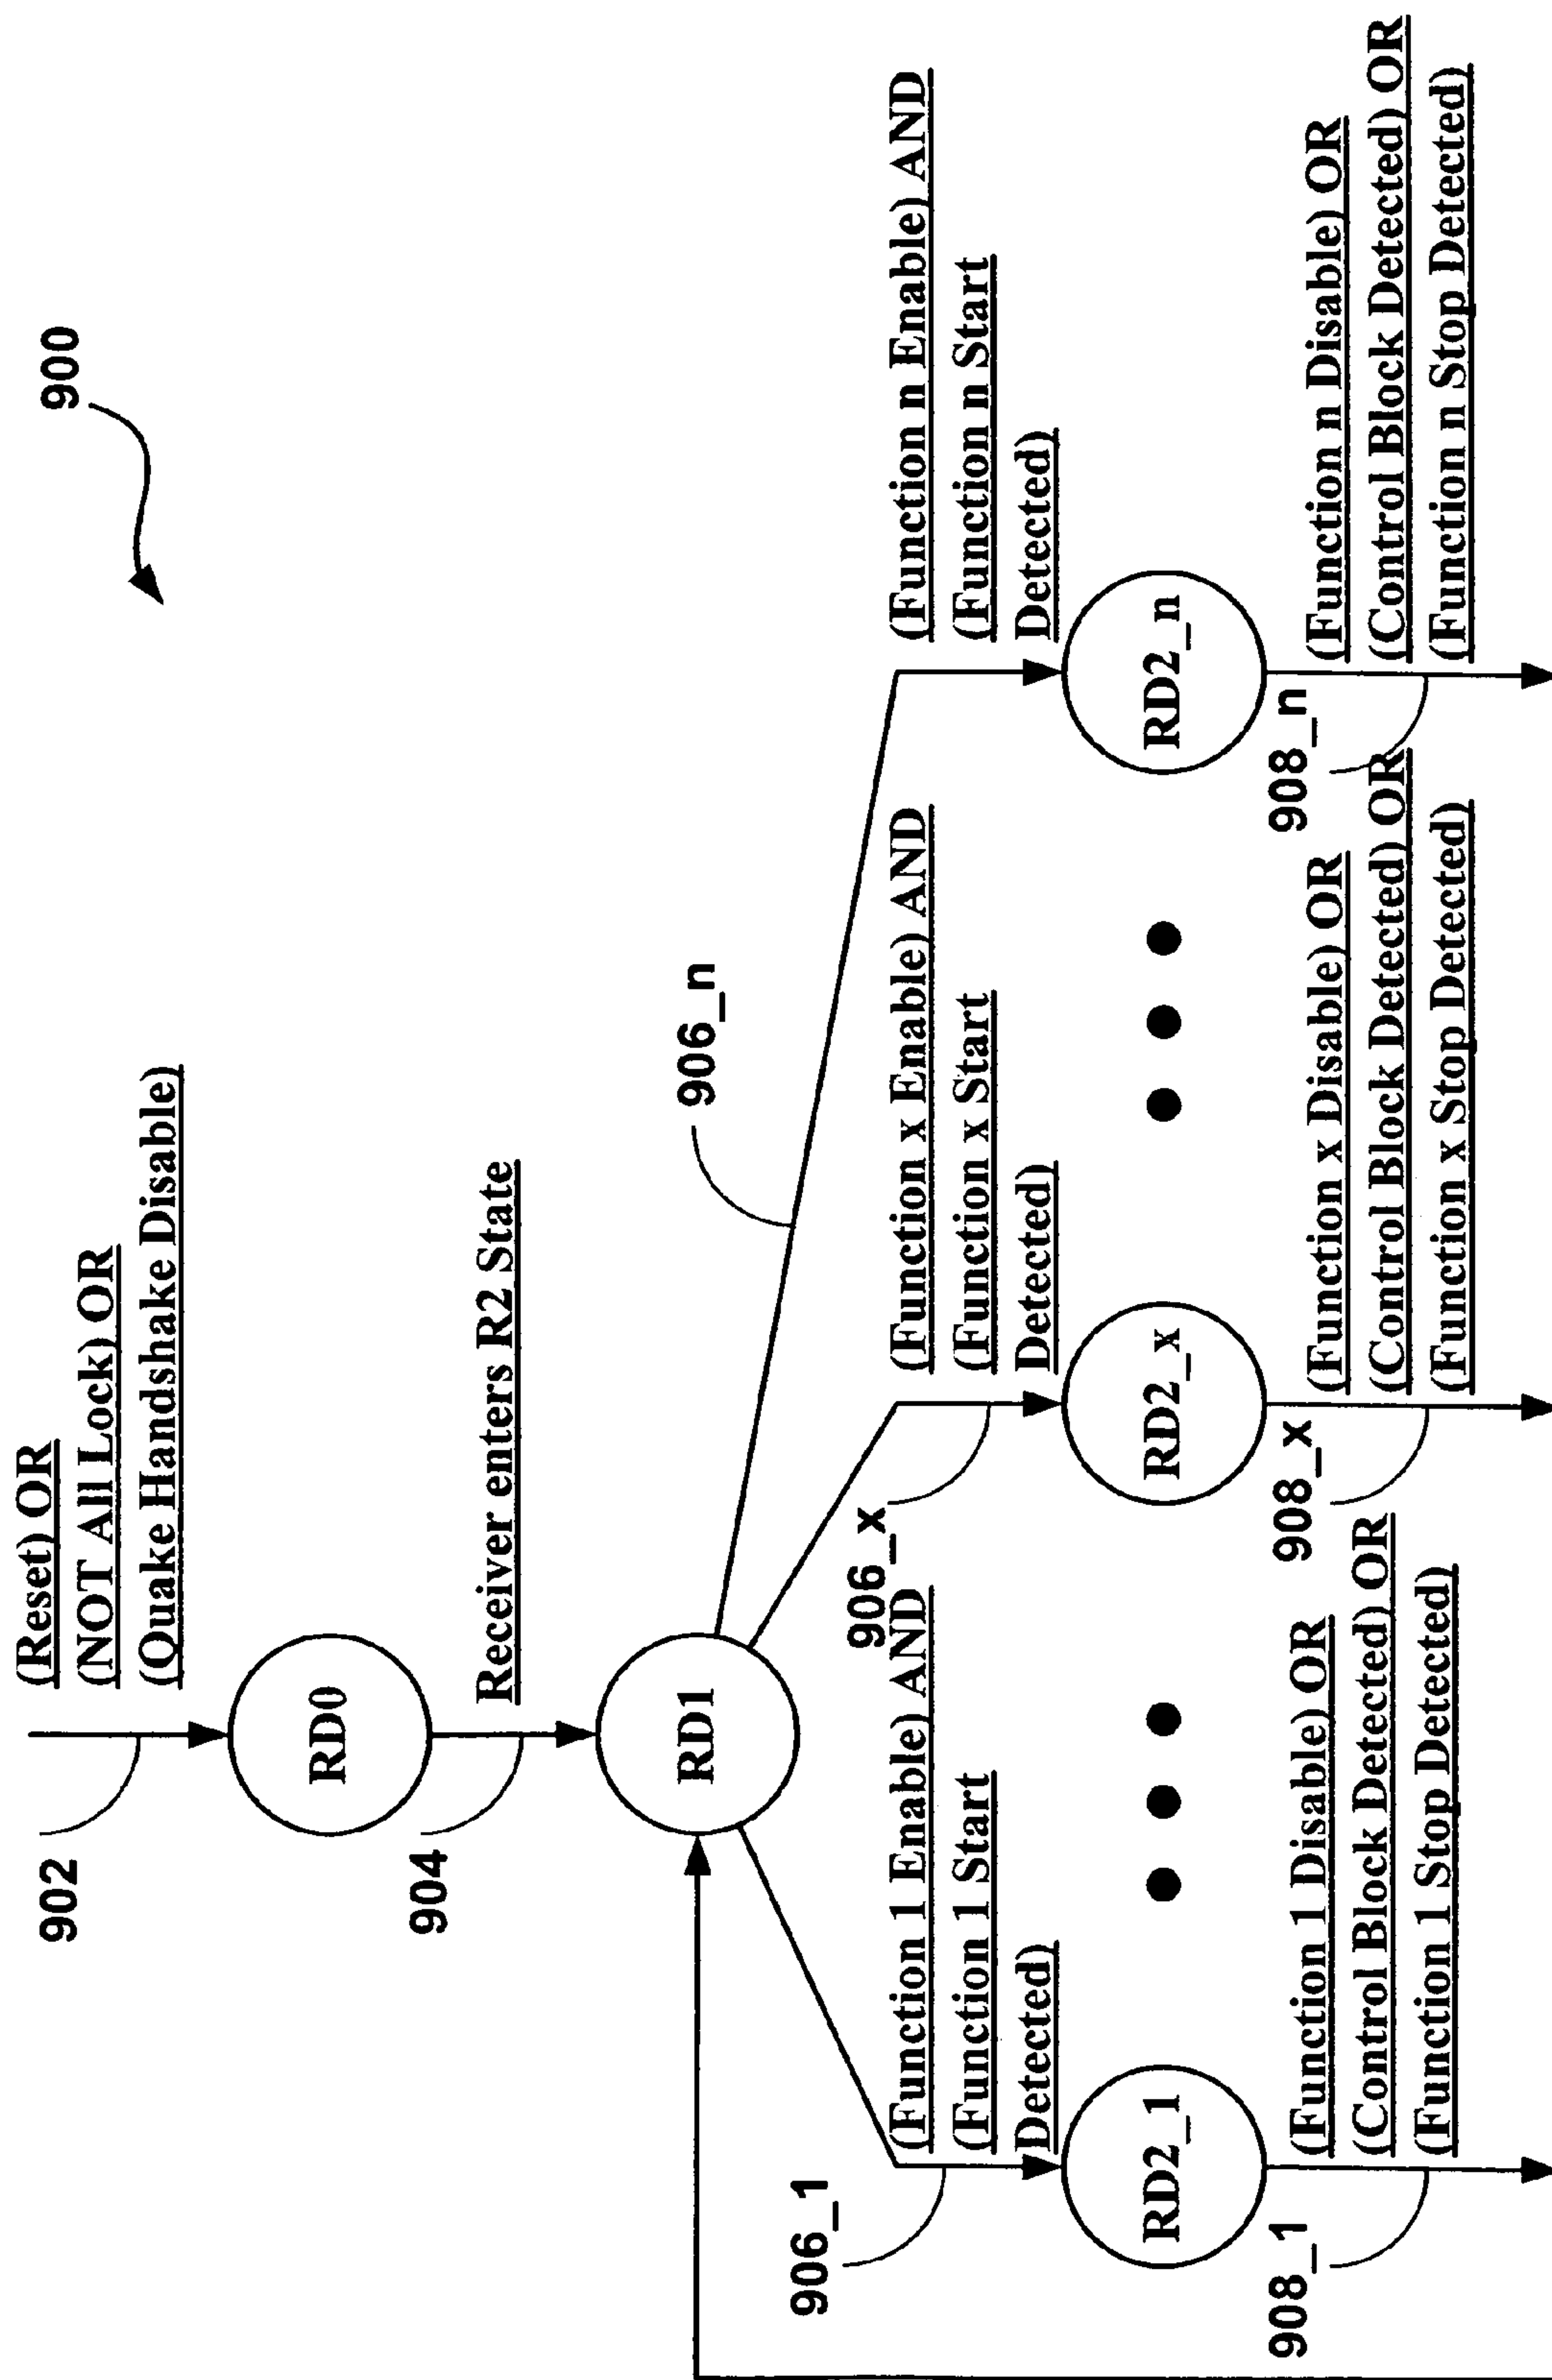 900
902
(Reset) OR
(NOT All Lock) OR
(Quake Handshake Disable)
RD0
904
Receiver enters R2 State
RD1
906_1
(Function 1 Enable) AND
(Function 1 Start
Detected)
906_x
(Function x Enable) AND
(Function x Start
Detected)
906_n
(Function n Enable) AND
(Function n Start
Detected)
RD2_1
RD2_x
RD2_n
908_1
(Function 1 Disable) OR
(Control Block Detected) OR
(Function 1 Stop Detected)
908_x
(Function x Disable) OR
(Control Block Detected) OR
(Function x Stop Detected)
908_n
(Function n Disable) OR
(Control Block Detected) OR
(Function n Stop Detected)